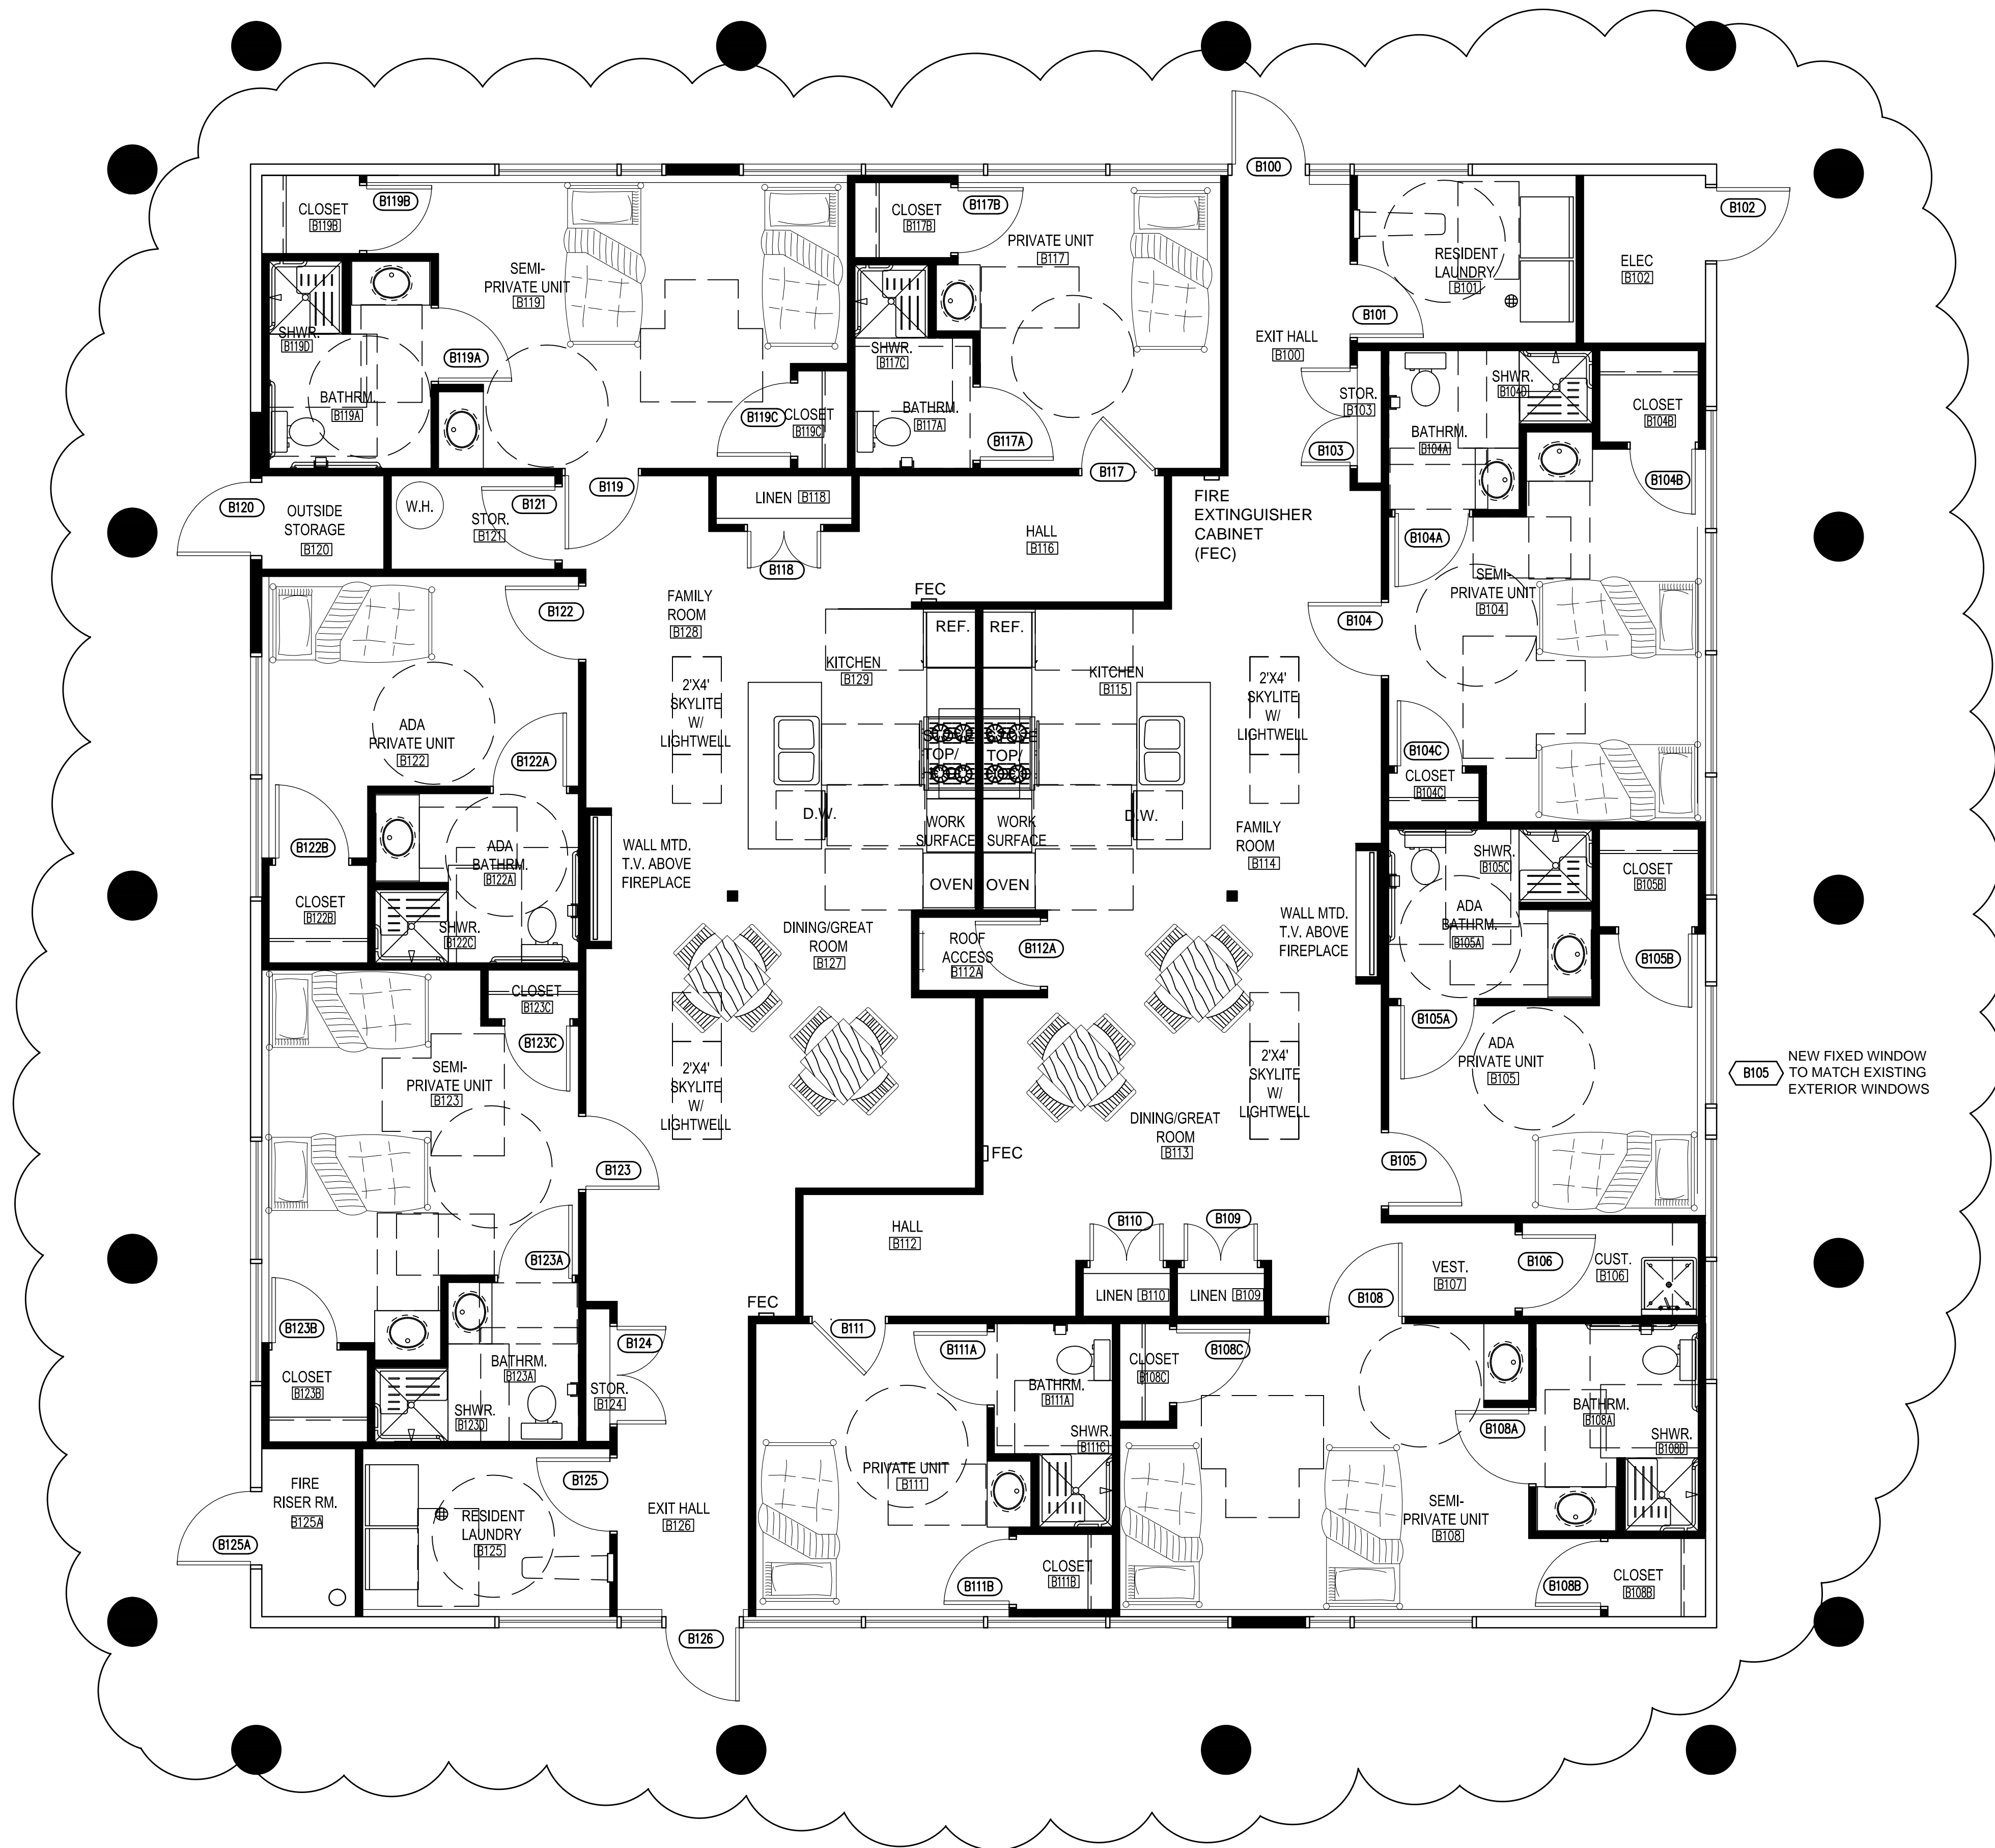 B100
B119B
CLOSET
B119B
SEMI-
PRIVATE UNIT
B119
SHWR.
B119D
B119A
BATHRM.
B119A
B119C
CLOSET
B119C
CLOSET
B117B
B117B
PRIVATE UNIT
B117
SHWR.
B117C
BATHRM.
B117A
B117A
B117
RESIDENT
LAUNDRY
B101
B101
ELEC
B102
B102
EXIT HALL
B100
STOR.
B103
B103
SHWR.
B104D
BATHRM.
B104A
CLOSET
B104B
B104B
B104A
B120
OUTSIDE
STORAGE
B120
W.H.
STOR.
B121
B121
B119
LINEN B118
B118
HALL
B116
FIRE
EXTINGUISHER
CABINET
(FEC)
SEMI-
PRIVATE UNIT
B104
B104
B104C
CLOSET
B104C
B122
FAMILY
ROOM
B128
FEC
REF.
REF.
KITCHEN
B129
KITCHEN
B115
2'X4'
SKYLITE
W/
LIGHTWELL
2'X4'
SKYLITE
W/
LIGHTWELL
TOP/
TOP/
D.W.
D.W.
WORK
SURFACE
WORK
SURFACE
OVEN
OVEN
ADA
PRIVATE UNIT
B122
B122A
B122B
ADA
BATHRM.
B122A
CLOSET
B122B
SHWR.
B122C
WALL MTD.
T.V. ABOVE
FIREPLACE
FAMILY
ROOM
B114
WALL MTD.
T.V. ABOVE
FIREPLACE
SHWR.
B105C
ADA
BATHRM.
B105A
CLOSET
B105B
B105B
B105A
DINING/GREAT
ROOM
B127
ROOF
ACCESS
B112A
B112A
CLOSET
B123C
B123C
SEMI-
PRIVATE UNIT
B123
2'X4'
SKYLITE
W/
LIGHTWELL
2'X4'
SKYLITE
W/
LIGHTWELL
ADA
PRIVATE UNIT
B105
B105
NEW FIXED WINDOW
TO MATCH EXISTING
EXTERIOR WINDOWS
DINING/GREAT
ROOM
B113
FEC
B105
B123
B123A
HALL
B112
B110
B109
LINEN B110
LINEN B109
VEST.
B107
B106
CUST.
B106
FEC
B108
B123B
CLOSET
B123B
BATHRM.
B123A
SHWR.
B123D
B124
STOR.
B124
B111
B111A
BATHRM.
B111A
SHWR.
B111C
PRIVATE UNIT
B111
CLOSET
B108C
B108C
BATHRM.
B108A
B108A
SHWR.
B108D
FIRE
RISER RM.
B125A
B125A
RESIDENT
LAUNDRY
B125
B125
EXIT HALL
B126
SEMI-
PRIVATE UNIT
B108
B111B
CLOSET
B111B
B108B
CLOSET
B108B
B126